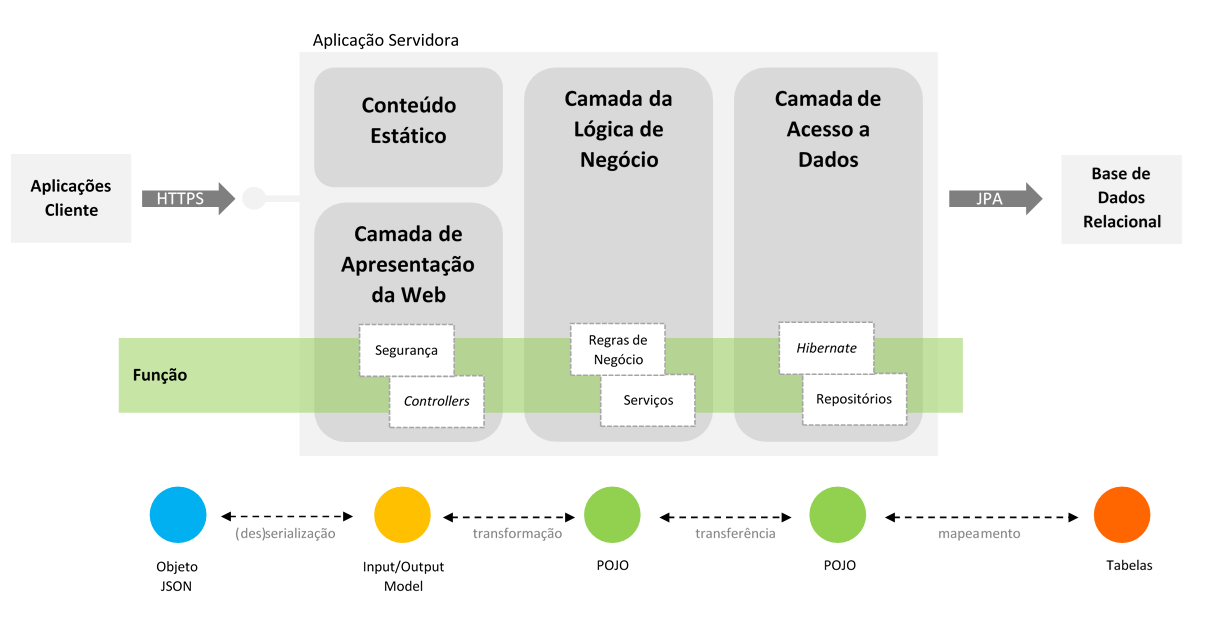 Aplicação Servidora
Aplicações
Cliente
HTTPS
Conteúdo
Estático
Camada de
Apresentação
da Web
Camada da
Lógica de
Negócio
Camada de
Acesso a
Dados
JPA
Base de
Dados
Relacional
Função
Segurança
Controllers
Regras de
Negócio
Serviços
Hibernate
Repositórios
(des)serialização
transformação
transferência
mapeamento
Objeto
JSON
Input/Output
Model
POJO
POJO
Tabelas